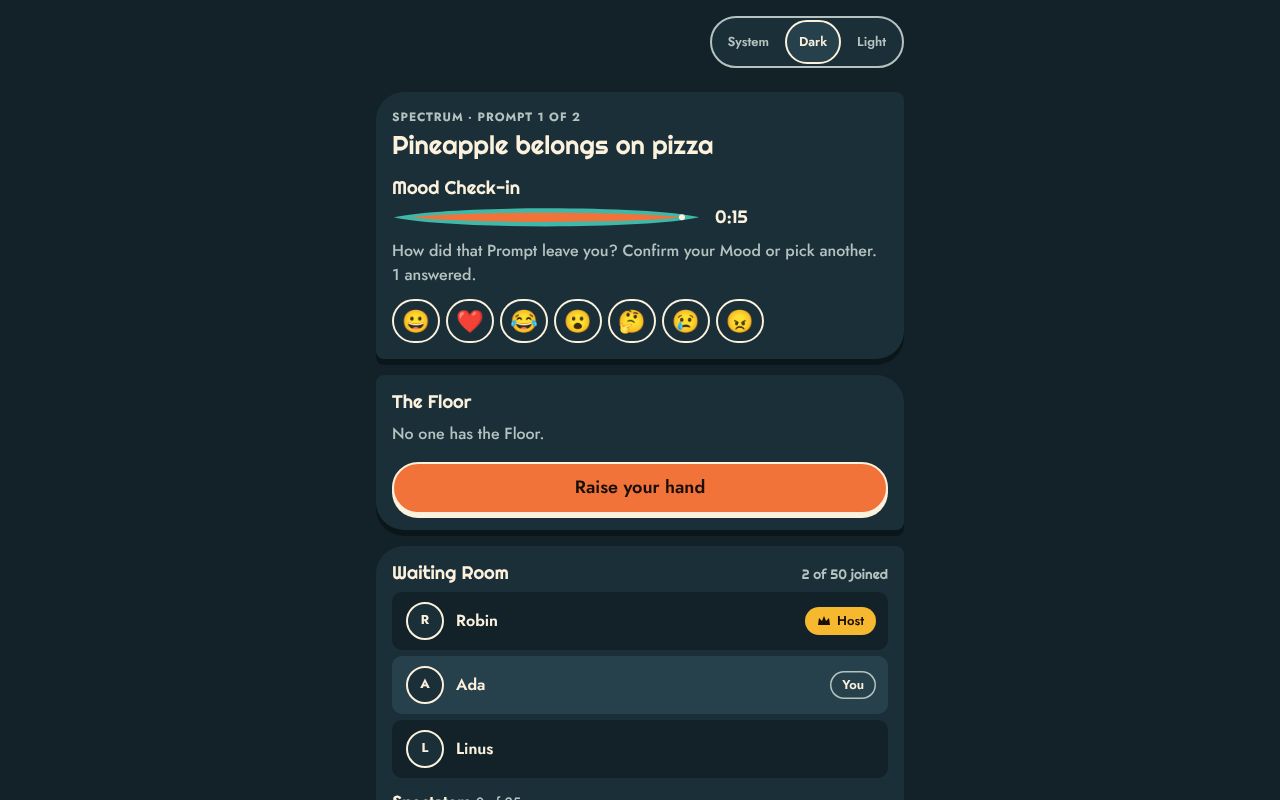 System Dark Light
SPECTRUM · PROMPT 1 OF 2
Pineapple belongs on pizza
Mood Check-in
0:15
How did that Prompt leave you? Confirm your Mood or pick another.
1 answered.
The Floor
No one has the Floor.
Raise your hand
Waiting Room 2 of 50 joined
R Robin Host
A Ada You
L Linus